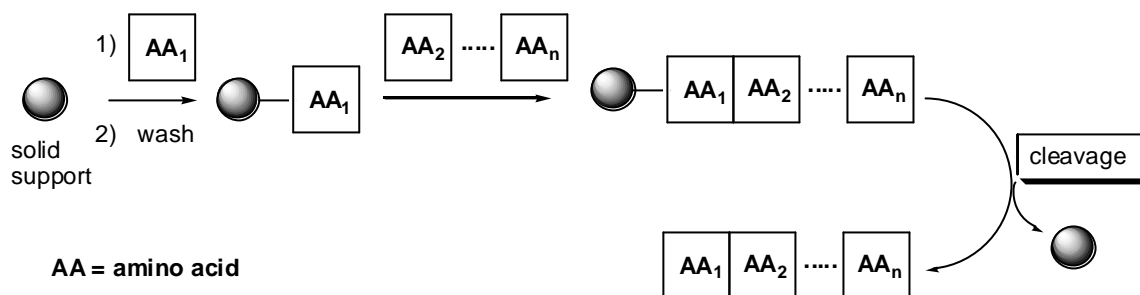 1) AA1
AA2 ..... AAn
AA1
AA1 AA2 ..... AAn
2) wash
solid
support
cleavage
AA1 AA2 ..... AAn
AA = amino acid